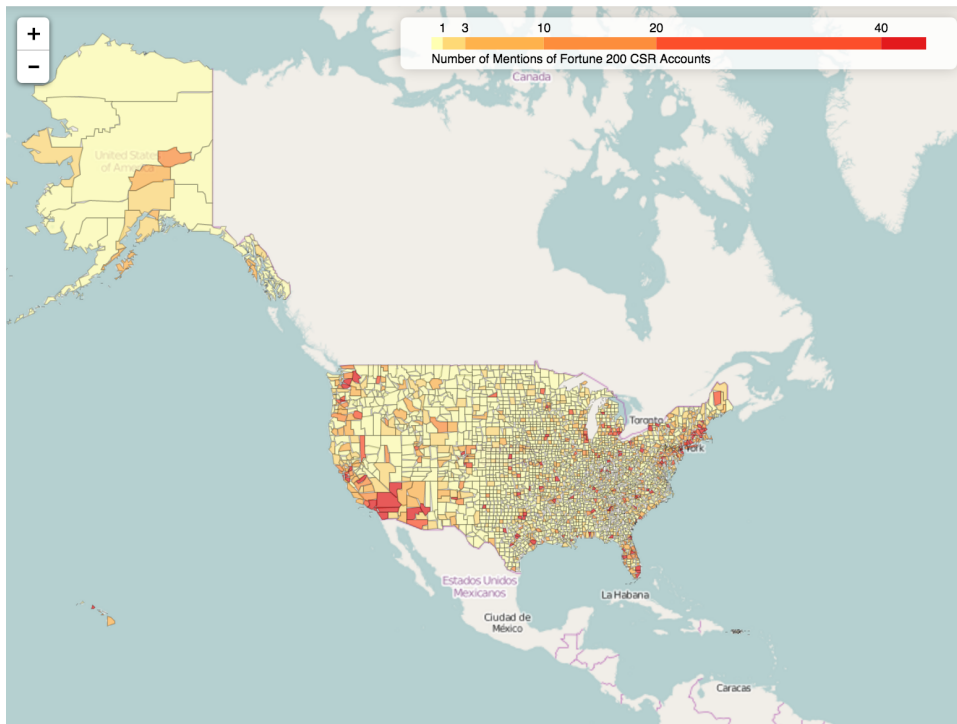 +
−
1 3 10 20 40
Number of Mentions of Fortune 200 CSR Accounts
Canada
United States
of America
Toronto
York
Estados Unidos
Mexicanos
La Habana
Ciudad de
México
Caracas